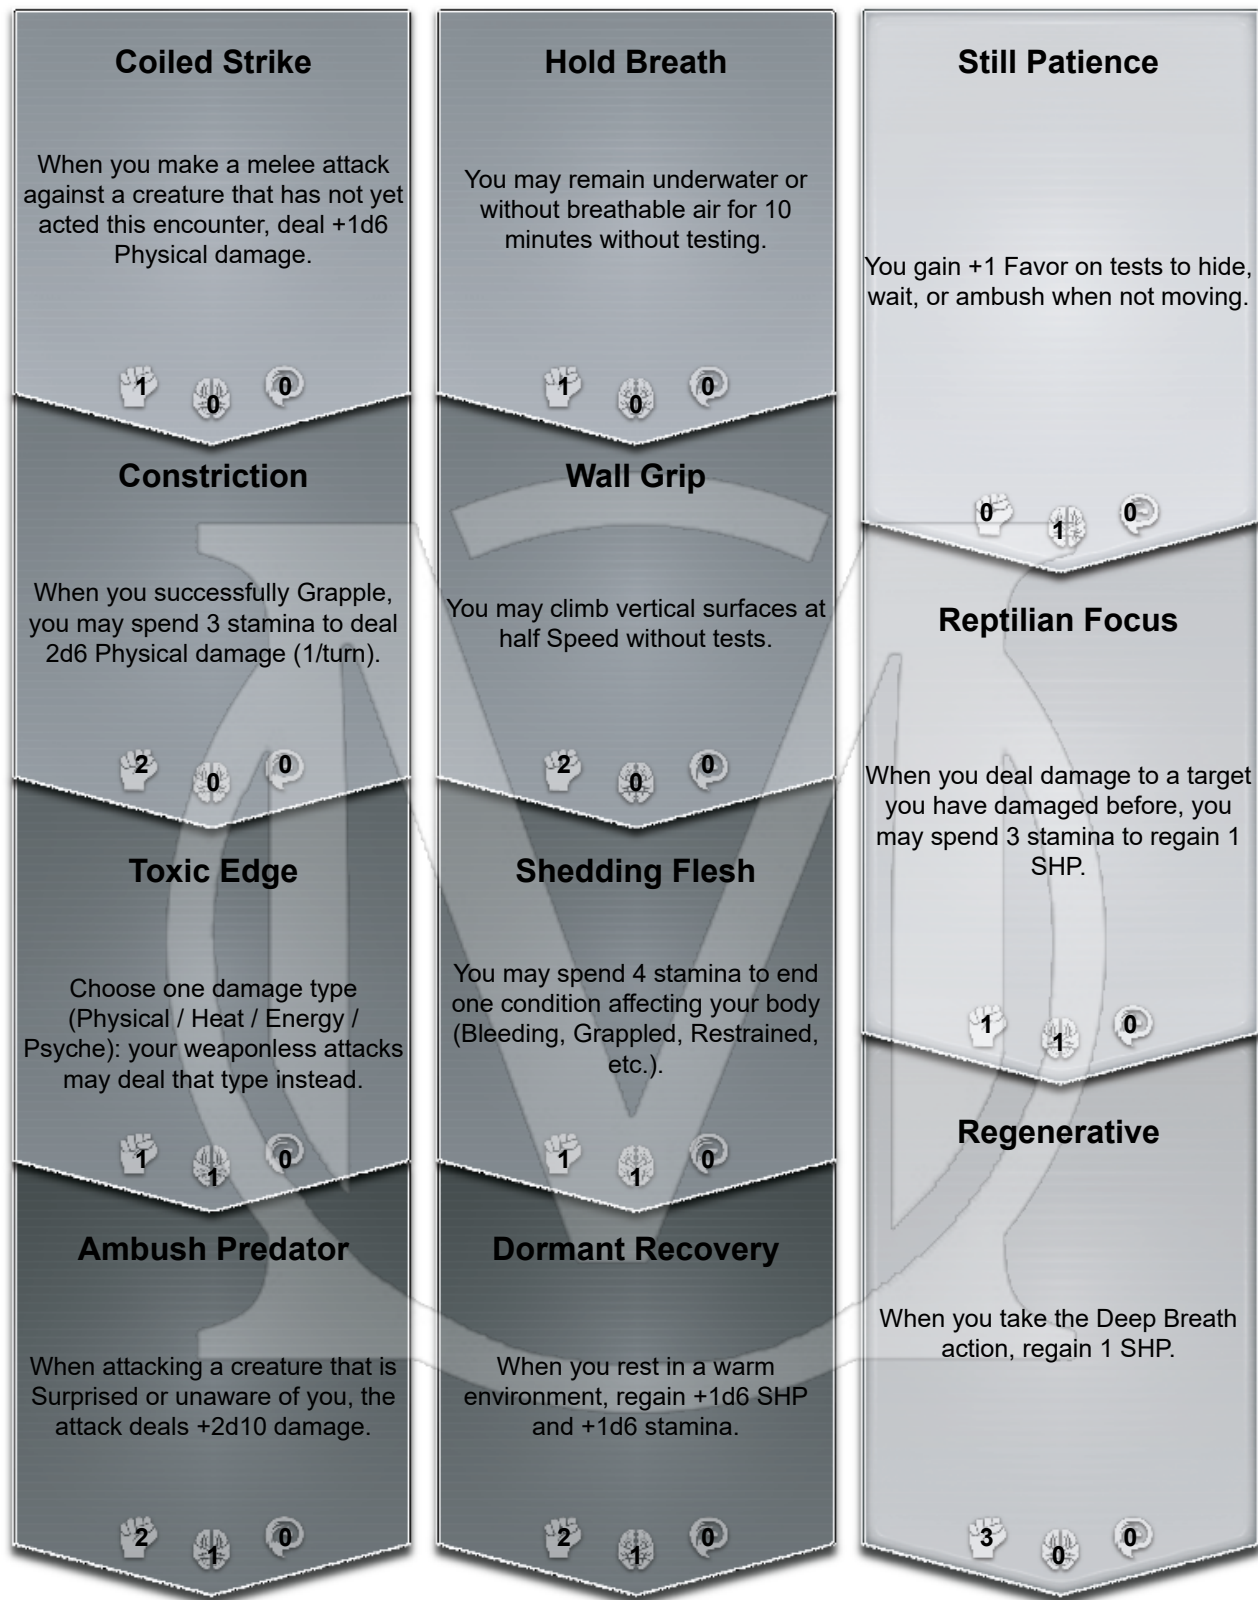 Coiled Strike
When you make a melee attack
against a creature that has not yet
acted this encounter, deal +1d6
Physical damage.
1 0 0
Constriction
When you successfully Grapple,
you may spend 3 stamina to deal
2d6 Physical damage (1/turn).
2 0 0
Toxic Edge
Choose one damage type
(Physical / Heat / Energy /
Psyche): your weaponless attacks
may deal that type instead.
1 1 0
Ambush Predator
When attacking a creature that is
Surprised or unaware of you, the
attack deals +2d10 damage.
2 1 0
Hold Breath
You may remain underwater or
without breathable air for 10
minutes without testing.
1 0 0
Wall Grip
You may climb vertical surfaces at
half Speed without tests.
2 0 0
Shedding Flesh
You may spend 4 stamina to end
one condition affecting your body
(Bleeding, Grappled, Restrained,
etc.).
1 1 0
Dormant Recovery
When you rest in a warm
environment, regain +1d6 SHP
and +1d6 stamina.
2 1 0
Still Patience
You gain +1 Favor on tests to hide,
wait, or ambush when not moving.
0 1 0
Reptilian Focus
When you deal damage to a target
you have damaged before, you
may spend 3 stamina to regain 1
SHP.
1 1 0
Regenerative
When you take the Deep Breath
action, regain 1 SHP.
3 0 0